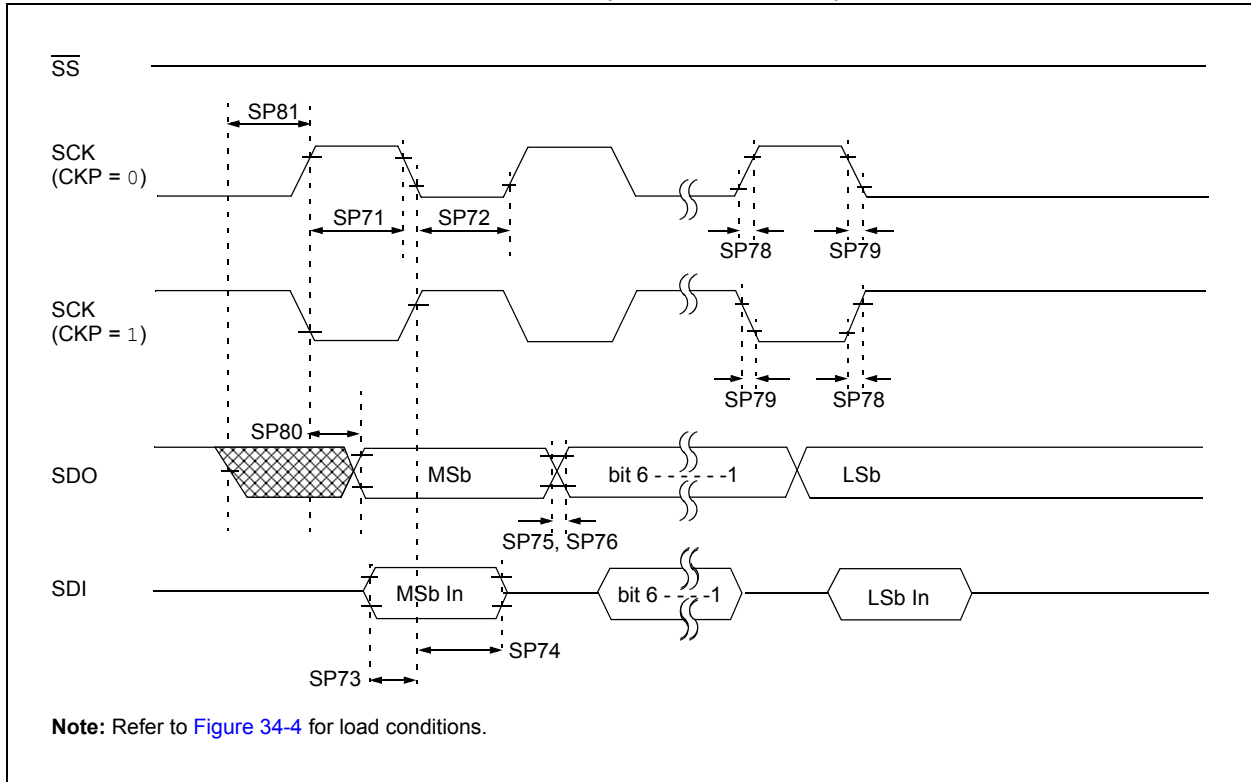 SS
SP81
SCK
(CKP = 0)
SP71 SP72
SP78 SP79
SCK
(CKP = 1)
SP79 SP78
SP80
SDO MSb bit 6 - - - - - -1 LSb
SP75, SP76
SDI MSb In bit 6 - - - - -1 LSb In
SP74
SP73
Note: Refer to Figure 34-4 for load conditions.